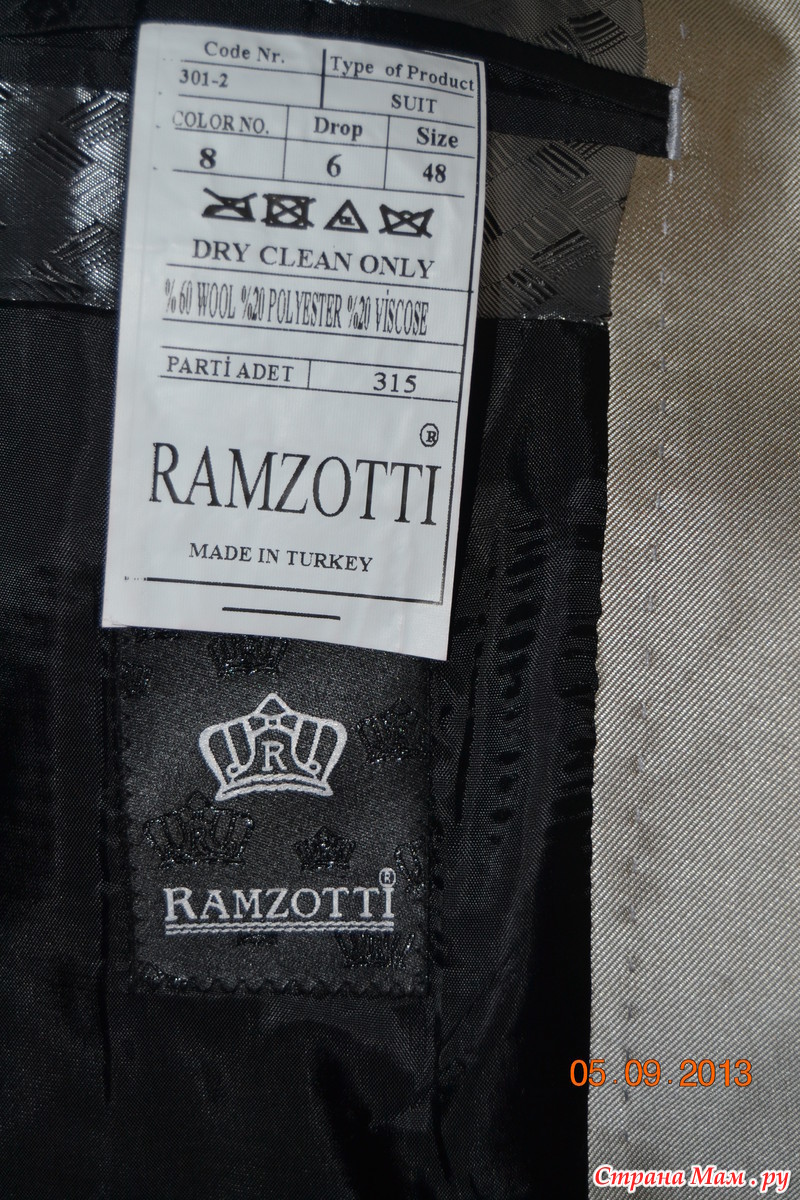 Code Nr.
Type of Product
301-2
SUIT
COLOR NO.
Drop
Size
8
6
48
DRY CLEAN ONLY
% 60 WOOL %20 POLYESTER %20 VİSCOSE
PARTİ ADET
315
®
RAMZOTTI
MADE IN TURKEY
R
®
RAMZOTTI
05.09.2013
Страна Мам.ру